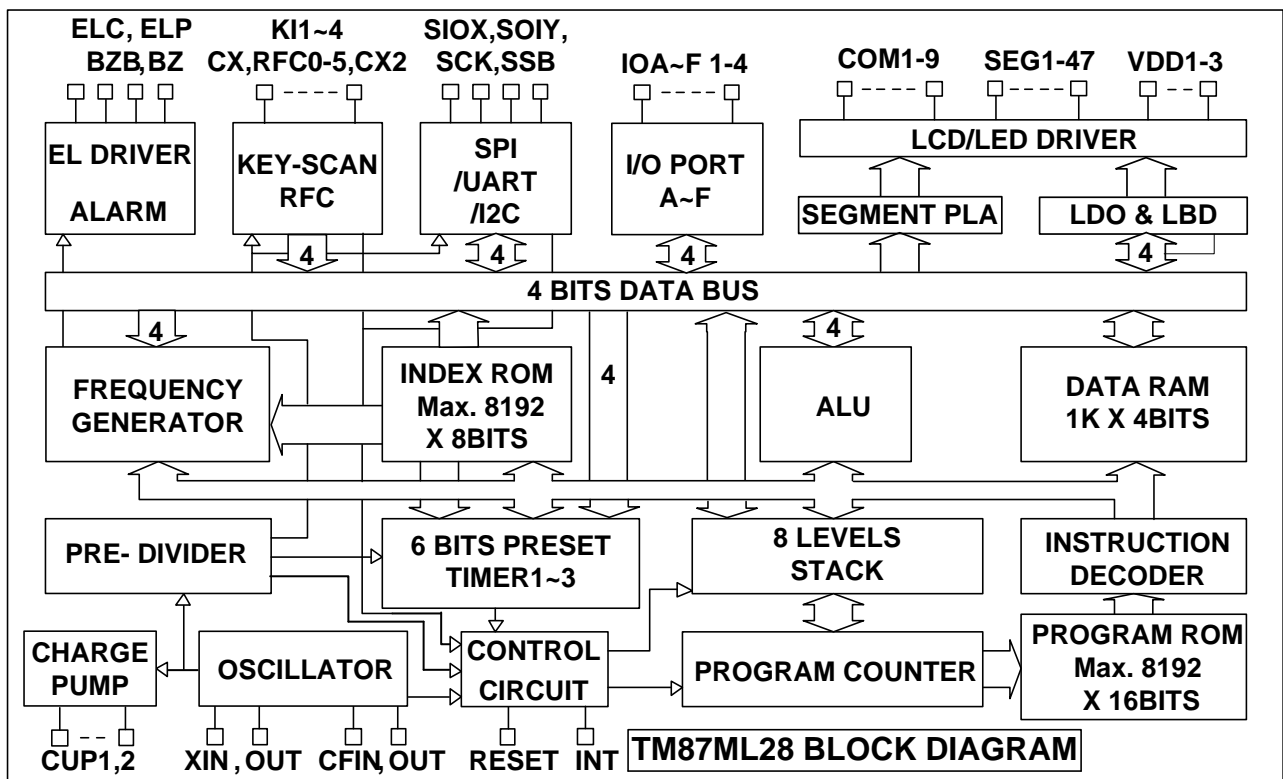 ELC, ELP
BZB, BZ
KI1~4
CX,RFC0-5,CX2
SIOX,SOIY,
SCK,SSB
IOA~F 1-4
COM1-9
SEG1-47
VDD1-3
EL DRIVER
ALARM
KEY-SCAN
RFC
SPI
/UART
/I2C
I/O PORT
A~F
LCD/LED DRIVER
SEGMENT PLA
LDO & LBD
4
4
4
4
4 BITS DATA BUS
4
4
4
FREQUENCY
GENERATOR
INDEX ROM
Max. 8192
X 8BITS
ALU
DATA RAM
1K X 4BITS
PRE- DIVIDER
6 BITS PRESET
TIMER1~3
8 LEVELS
STACK
INSTRUCTION
DECODER
CHARGE
PUMP
OSCILLATOR
CONTROL
CIRCUIT
PROGRAM COUNTER
PROGRAM ROM
Max. 8192
X 16BITS
CUP1,2
XIN , OUT
CFIN, OUT
RESET
INT
TM87ML28 BLOCK DIAGRAM